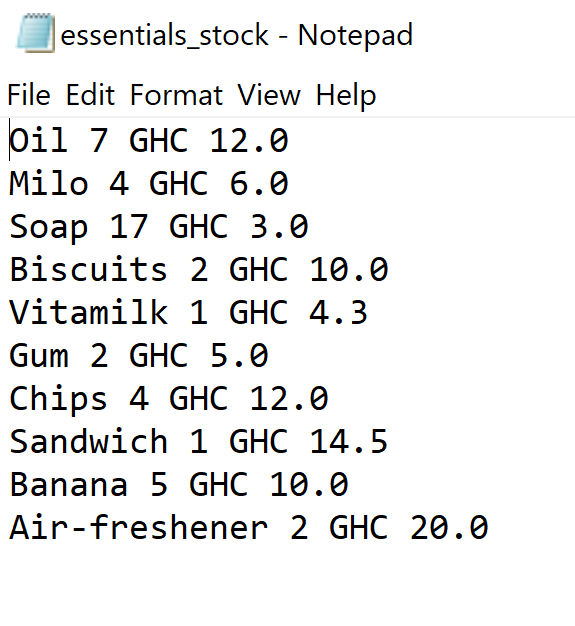 essentials_stock - Notepad
File Edit Format View Help
Oil 7 GHC 12.0
Milo 4 GHC 6.0
Soap 17 GHC 3.0
Biscuits 2 GHC 10.0
Vitamilk 1 GHC 4.3
Gum 2 GHC 5.0
Chips 4 GHC 12.0
Sandwich 1 GHC 14.5
Banana 5 GHC 10.0
Air-freshener 2 GHC 20.0